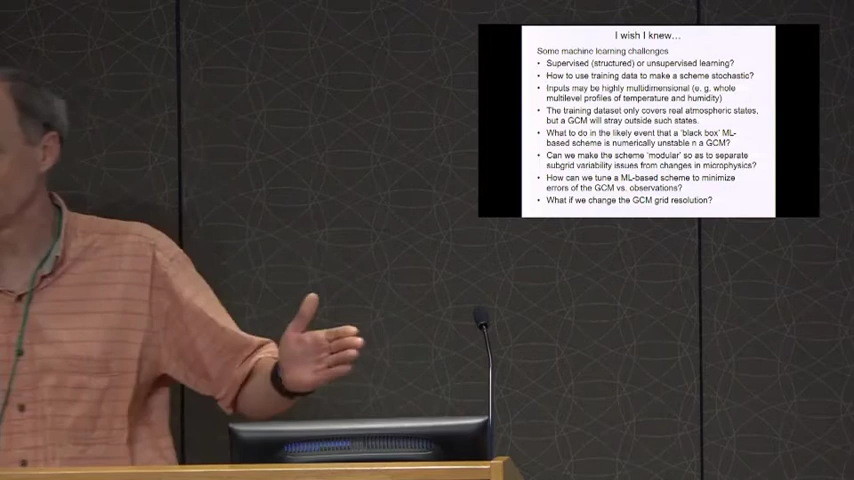 I wish I knew...
Some machine learning challenges
• Supervised (structured) or unsupervised learning?
• How to use training data to make a scheme stochastic?
• Inputs may be highly multidimensional (e. g. whole
multilevel profiles of temperature and humidity)
• The training dataset only covers real atmospheric states,
but a GCM will stray outside such states.
• What to do in the likely event that a 'black box' ML-
based scheme is numerically unstable n a GCM?
• Can we make the scheme 'modular' so as to separate
subgrid variability issues from changes in microphysics?
• How can we tune a ML-based scheme to minimize
errors of the GCM vs. observations?
• What if we change the GCM grid resolution?